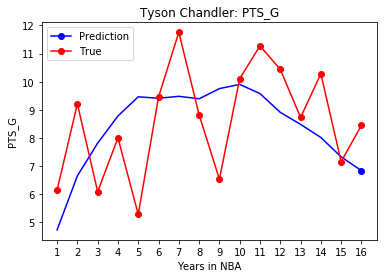 Tyson Chandler: PTS_G
Prediction
True
PTS_G
12
11
10
9
8
7
6
5
1 2 3 4 5 6 7 8 9 10 11 12 13 14 15 16
Years in NBA